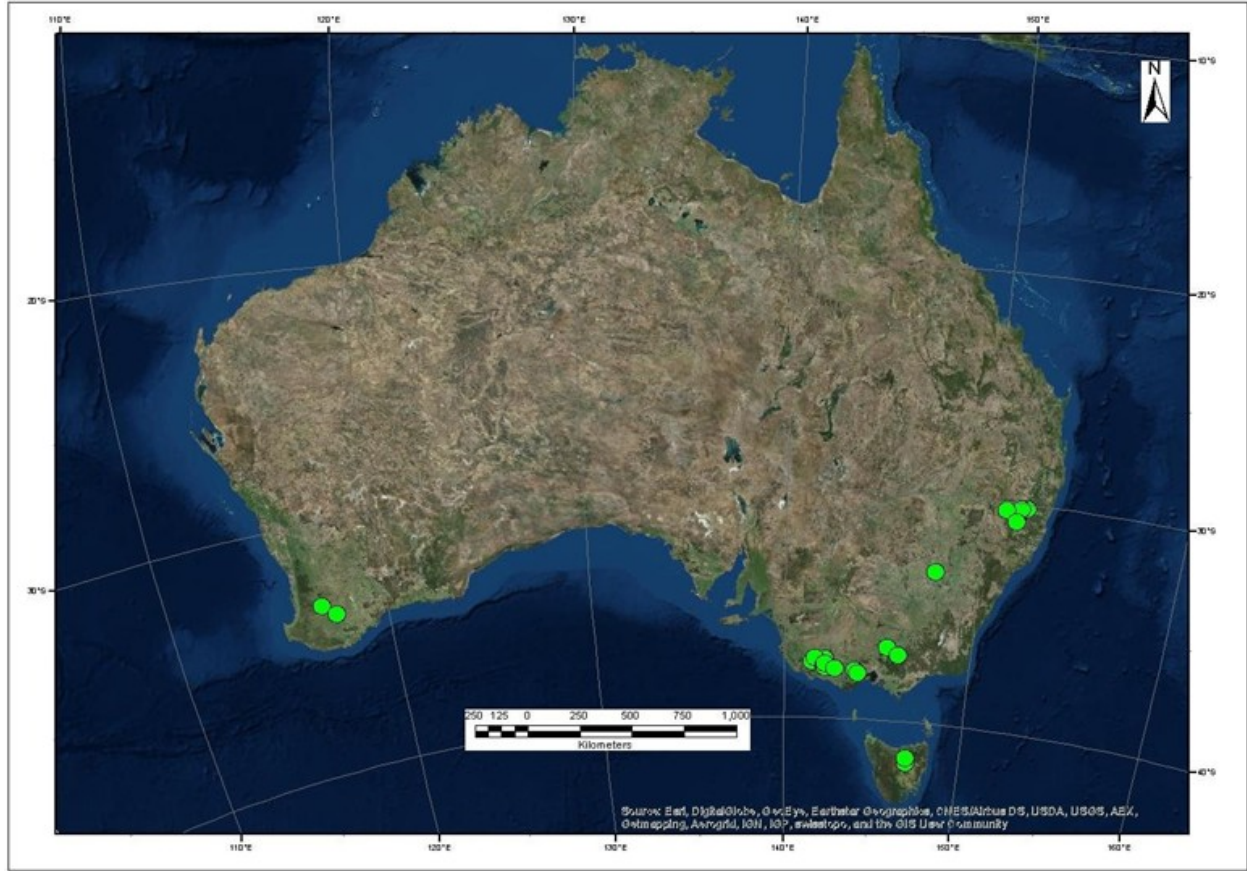 110°E 120°E 130°E 140°E 150°E
10°S
N
20°S 20°S
30°S
30°S
250 125 0 250 500 750 1,000
Kilometers
40°S
Source: Esri, DigitalGlobe, GeoEye, Earthstar Geographics, CNES/Airbus DS, USDA, USGS, AEX,
Getmapping, Aerogrid, IGN, IGP, swisstopo, and the GIS User Community
110°E 120°E 130°E 140°E 150°E 160°E